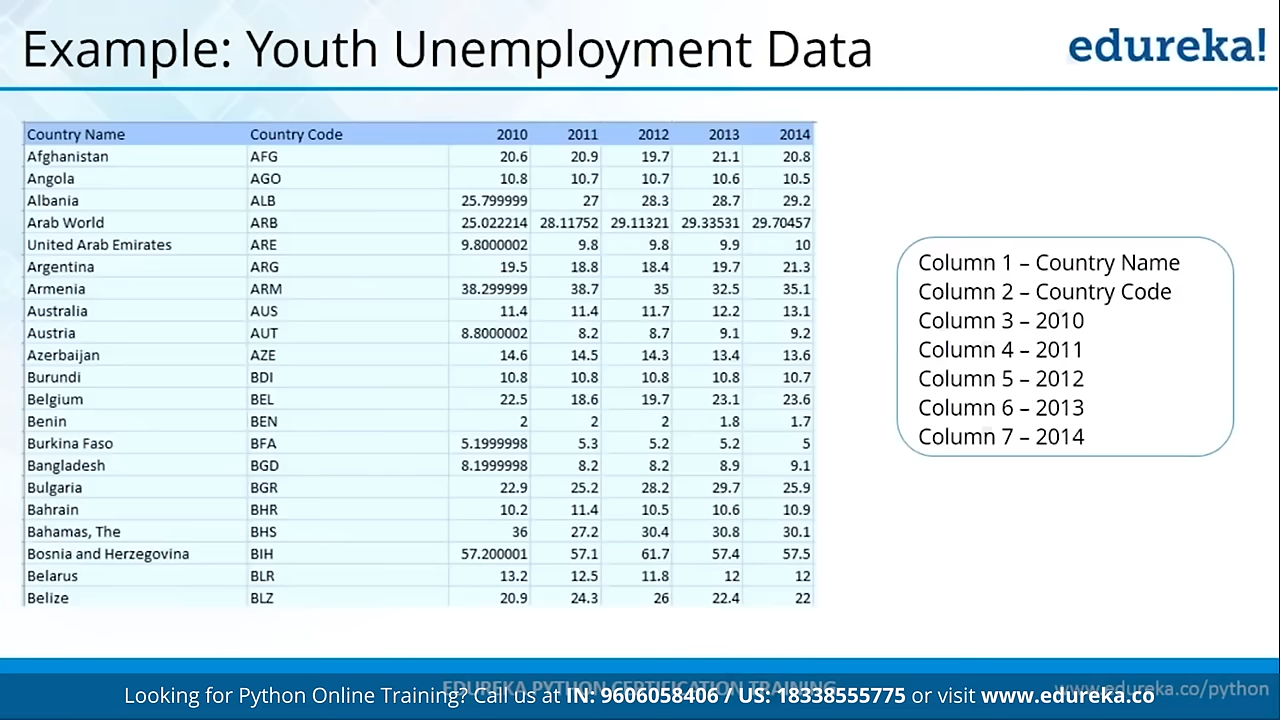 Example: Youth Unemployment Data
edureka!
Country Name Country Code 2010 2011 2012 2013 2014
Afghanistan AFG 20.6 20.9 19.7 21.1 20.8
Angola AGO 10.8 10.7 10.7 10.6 10.5
Albania ALB 25.799999 27 28.3 28.7 29.2
Arab World ARB 25.022214 28.11752 29.11321 29.33531 29.70457
United Arab Emirates ARE 9.8000002 9.8 9.8 9.9 10
Argentina ARG 19.5 18.8 18.4 19.7 21.3
Armenia ARM 38.299999 38.7 35 32.5 35.1
Australia AUS 11.4 11.4 11.7 12.2 13.1
Austria AUT 8.8000002 8.2 8.7 9.1 9.2
Azerbaijan AZE 14.6 14.5 14.3 13.4 13.6
Burundi BDI 10.8 10.8 10.8 10.8 10.7
Belgium BEL 22.5 18.6 19.7 23.1 23.6
Benin BEN 2 2 2 1.8 1.7
Burkina Faso BFA 5.1999998 5.3 5.2 5.2 5
Bangladesh BGD 8.1999998 8.2 8.2 8.9 9.1
Bulgaria BGR 22.9 25.2 28.2 29.7 25.9
Bahrain BHR 10.2 11.4 10.5 10.6 10.9
Bahamas, The BHS 36 27.2 30.4 30.8 30.1
Bosnia and Herzegovina BIH 57.200001 57.1 61.7 57.4 57.5
Belarus BLR 13.2 12.5 11.8 12 12
Belize BLZ 20.9 24.3 26 22.4 22
Column 1 – Country Name
Column 2 – Country Code
Column 3 – 2010
Column 4 – 2011
Column 5 – 2012
Column 6 – 2013
Column 7 – 2014
EDUREKA PYTHON CERTIFICATION TRAINING
www.edureka.co/python
Looking for Python Online Training? Call us at IN: 9606058406 / US: 18338555775 or visit www.edureka.co